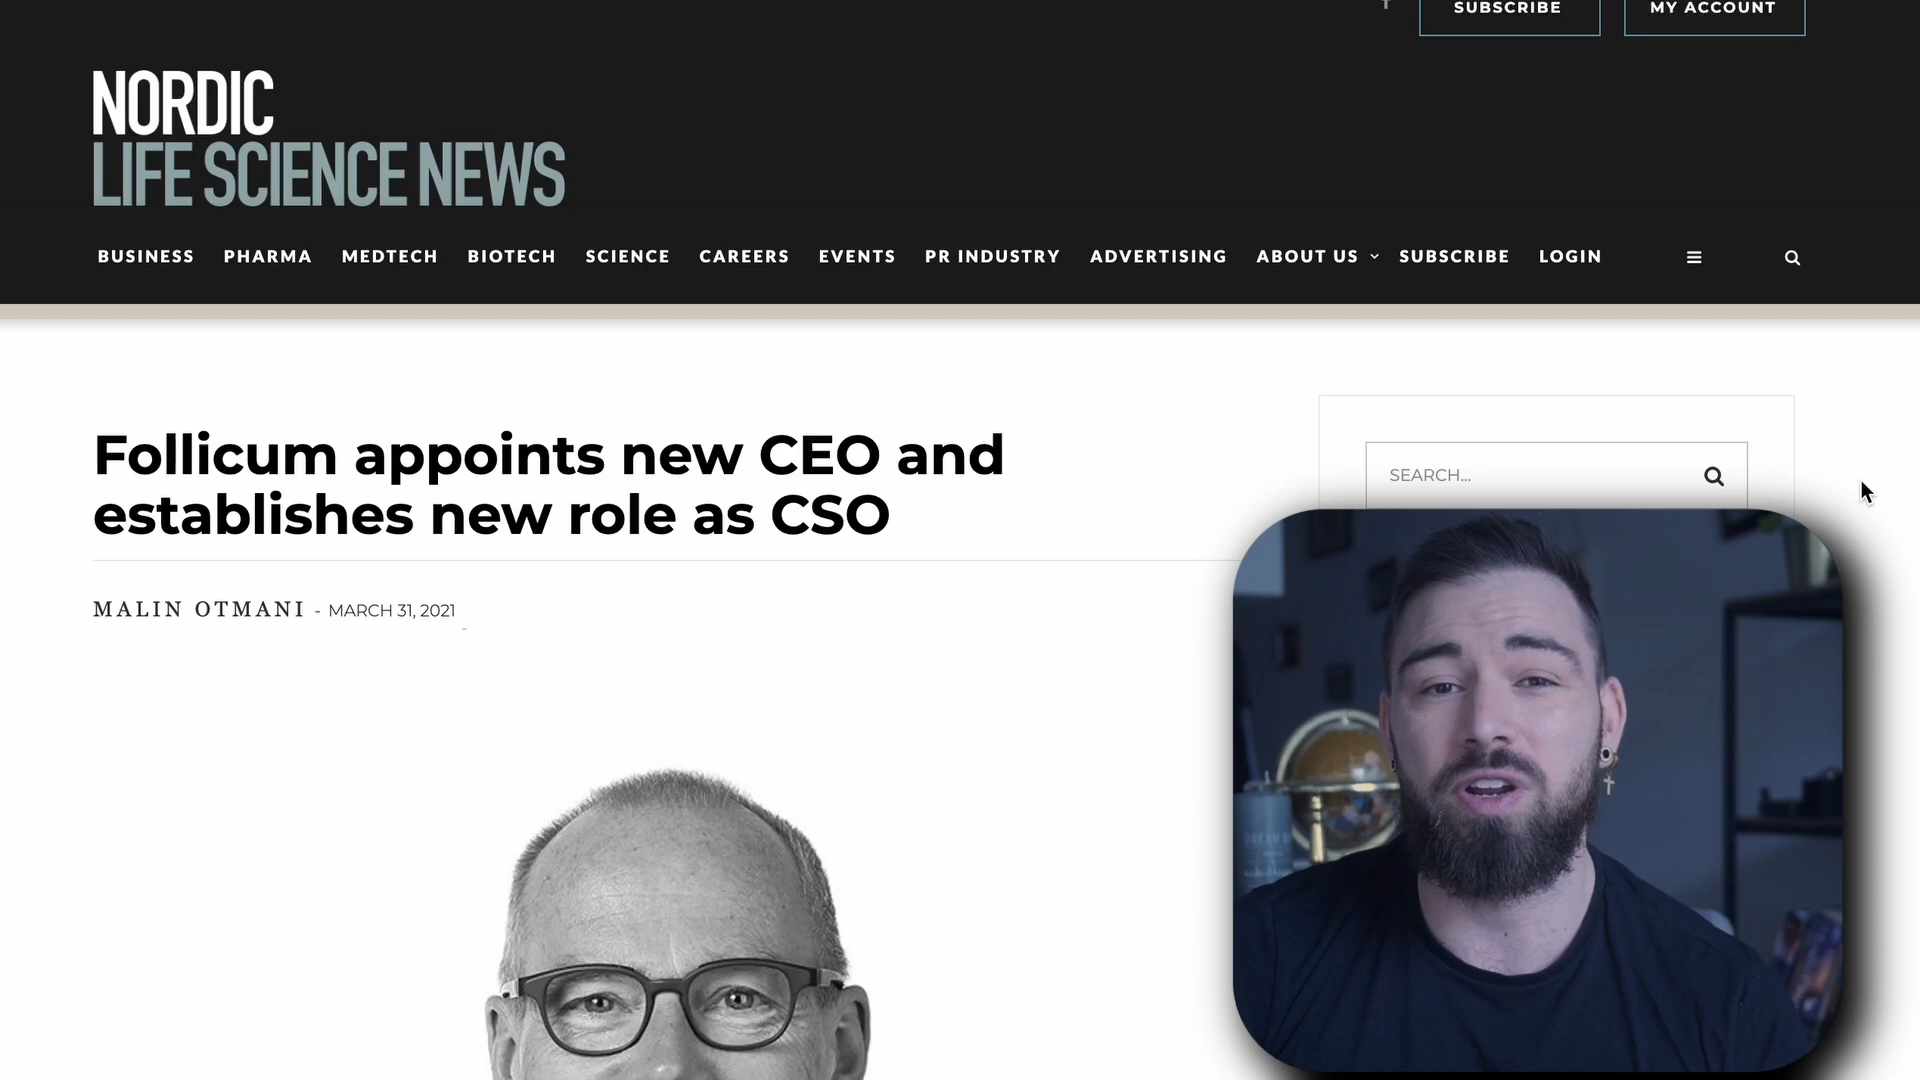 SUBSCRIBE
MY ACCOUNT
NORDIC
LIFE SCIENCE NEWS
BUSINESS PHARMA MEDTECH BIOTECH SCIENCE CAREERS EVENTS PR INDUSTRY ADVERTISING ABOUT US SUBSCRIBE LOGIN
Follicum appoints new CEO and
establishes new role as CSO
SEARCH...
MALIN OTMANI - MARCH 31, 2021